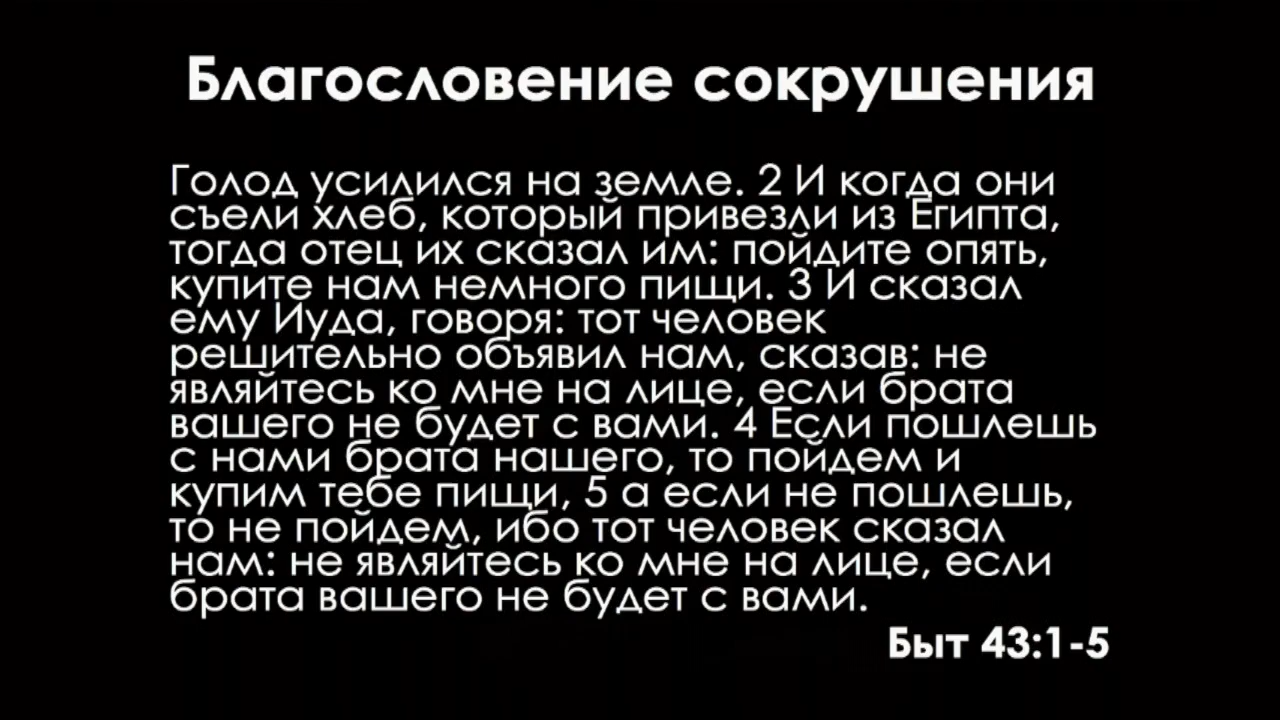 Благословение сокрушения
Голод усилился на земле. 2 И когда они
съели хлеб, который привезли из Египта,
тогда отец их сказал им: пойдите опять,
купите нам немного пищи. 3 И сказал
ему Иуда, говоря: тот человек
решительно объявил нам, сказав: не
являйтесь ко мне на лице, если брата
вашего не будет с вами. 4 Если пошлешь
с нами брата нашего, то пойдем и
купим тебе пищи, 5 а если не пошлешь,
то не пойдем, ибо тот человек сказал
нам: не являйтесь ко мне на лице, если
брата вашего не будет с вами.
Быт 43:1-5